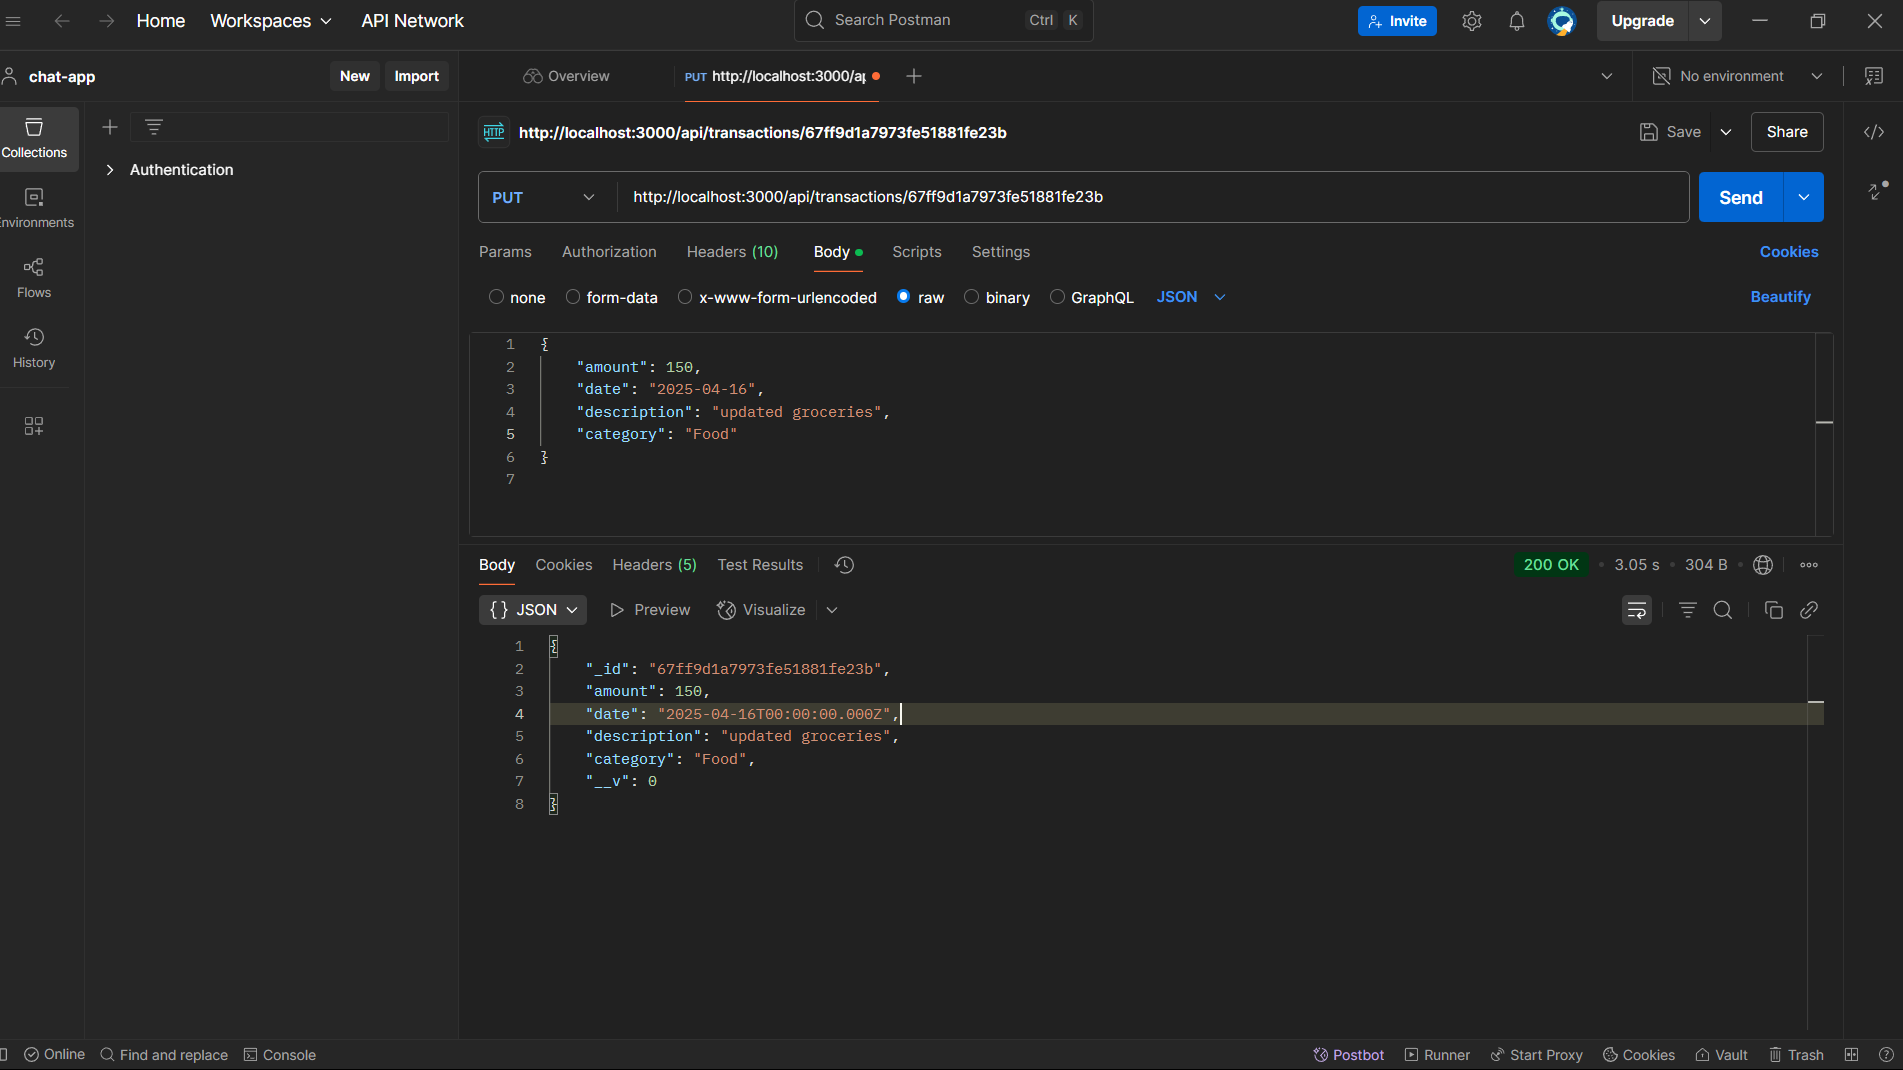 Home Workspaces API Network Search Postman Ctrl K Invite Upgrade
chat-app New Import Overview PUT http://localhost:3000/ap No environment
http://localhost:3000/api/transactions/67ff9d1a7973fe51881fe23b Save Share
Collections
Authentication
PUT http://localhost:3000/api/transactions/67ff9d1a7973fe51881fe23b Send
nvironments
Params Authorization Headers (10) Body Scripts Settings Cookies
Flows
none form-data x-www-form-urlencoded raw binary GraphQL JSON Beautify
History
1 {
2 "amount": 150,
3 "date": "2025-04-16",
4 "description": "updated groceries",
5 "category": "Food"
6 }
7
Body Cookies Headers (5) Test Results 200 OK 3.05 s 304 B
{} JSON Preview Visualize
1 {
2 "_id": "67ff9d1a7973fe51881fe23b",
3 "amount": 150,
4 "date": "2025-04-16T00:00:00.000Z",
5 "description": "updated groceries",
6 "category": "Food",
7 "__v": 0
8 }
Online Find and replace Console Postbot Runner Start Proxy Cookies Vault Trash